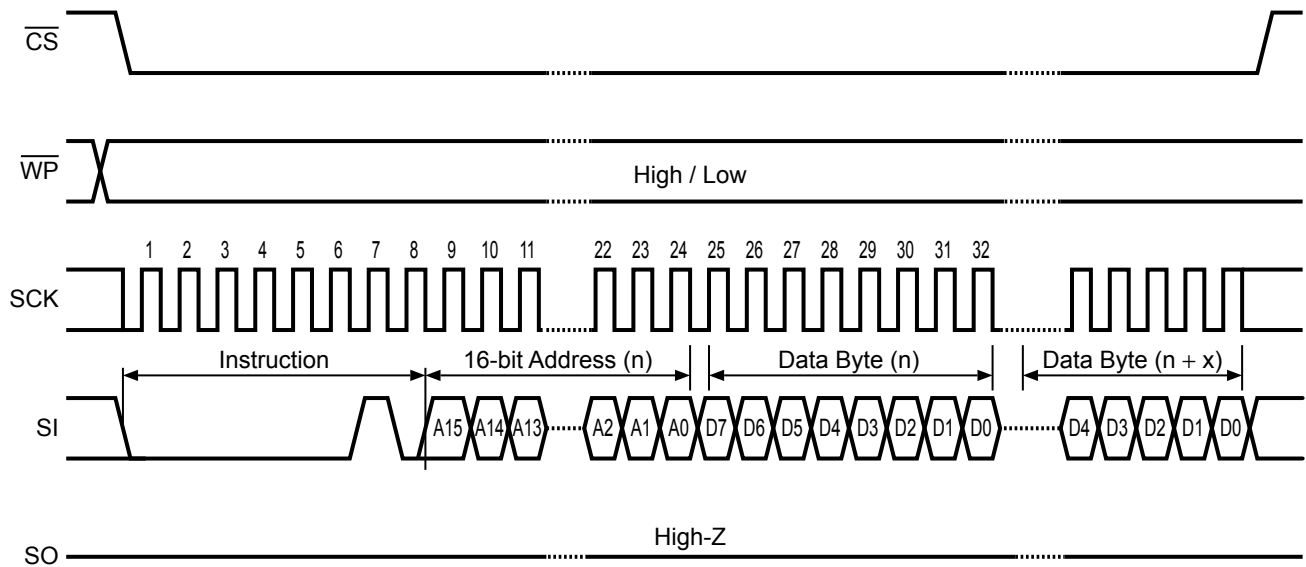 CS
WP
High / Low
1 2 3 4 5 6 7 8 9 10 11 22 23 24 25 26 27 28 29 30 31 32
SCK
Instruction 16-bit Address (n) Data Byte (n) Data Byte (n + x)
SI A15 A14 A13 A2 A1 A0 D7 D6 D5 D4 D3 D2 D1 D0 D4 D3 D2 D1 D0
High-Z
SO